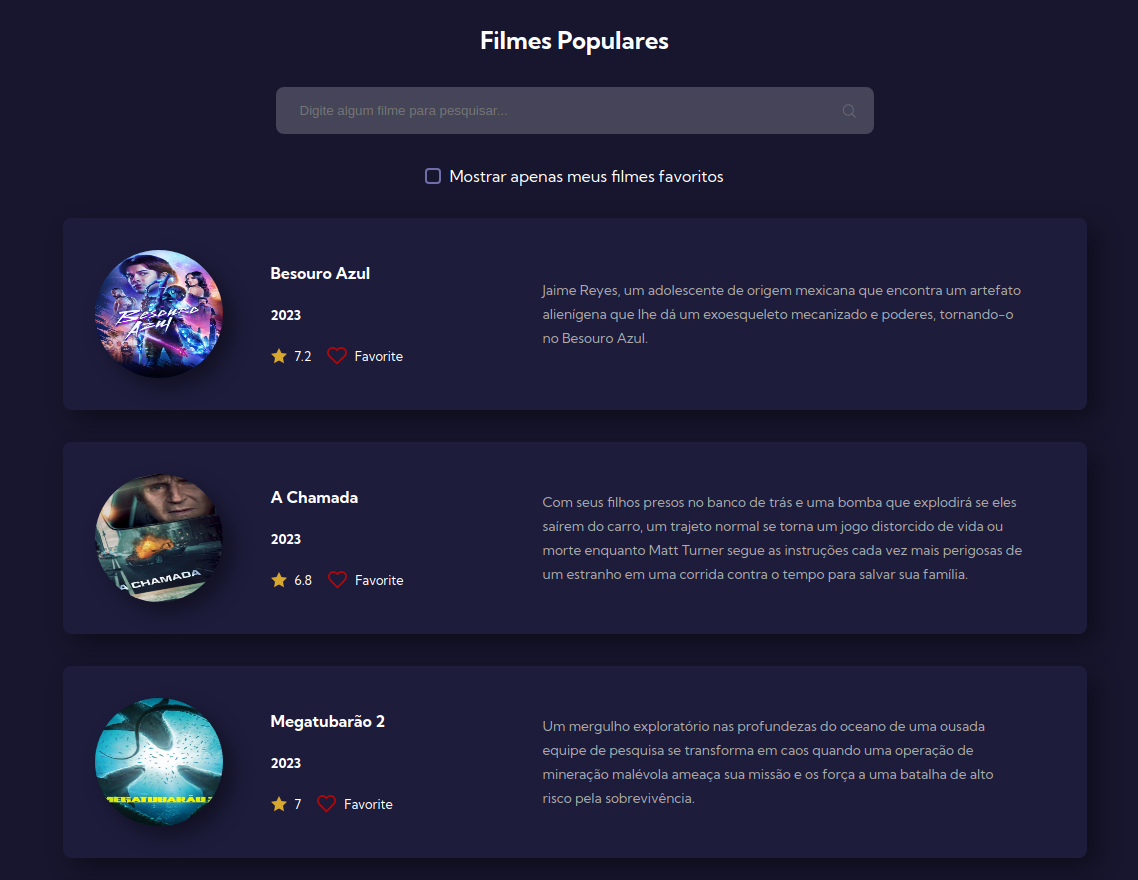 Filmes Populares
Digite algum filme para pesquisar...
Mostrar apenas meus filmes favoritos
Besouro
Azul
Besouro Azul
2023
7.2 Favorite
Jaime Reyes, um adolescente de origem mexicana que encontra um artefato
alienígena que lhe dá um exoesqueleto mecanizado e poderes, tornando-o
no Besouro Azul.
A CHAMADA
A Chamada
2023
6.8 Favorite
Com seus filhos presos no banco de trás e uma bomba que explodirá se eles
saírem do carro, um trajeto normal se torna um jogo distorcido de vida ou
morte enquanto Matt Turner segue as instruções cada vez mais perigosas de
um estranho em uma corrida contra o tempo para salvar sua família.
MEGATUBARÃO 2
Megatubarão 2
2023
7 Favorite
Um mergulho exploratório nas profundezas do oceano de uma ousada
equipe de pesquisa se transforma em caos quando uma operação de
mineração malévola ameaça sua missão e os força a uma batalha de alto
risco pela sobrevivência.